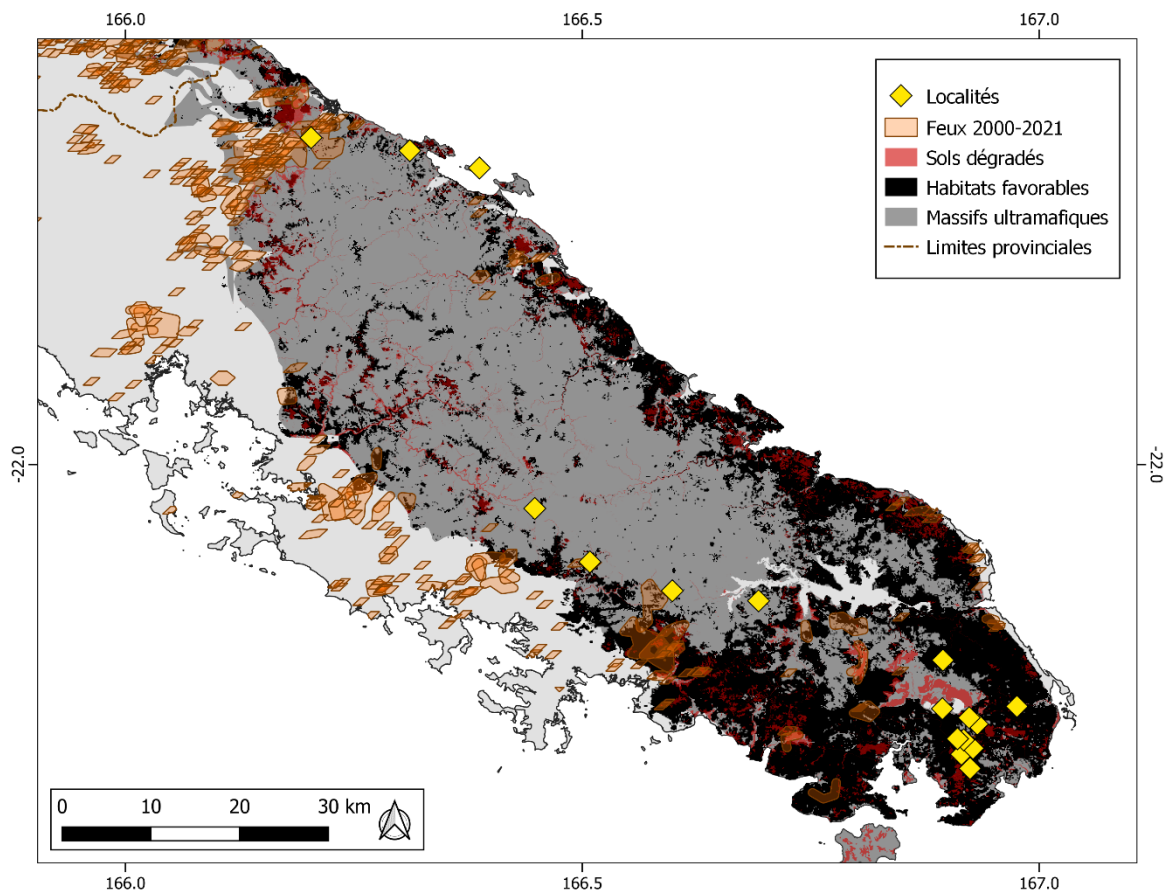 166.0 166.5 167.0
Localités
Feux 2000-2021
Sols dégradés
Habitats favorables
Massifs ultramafiques
Limites provinciales
-22.0 -22.0
0 10 20 30 km
166.0 166.5 167.0